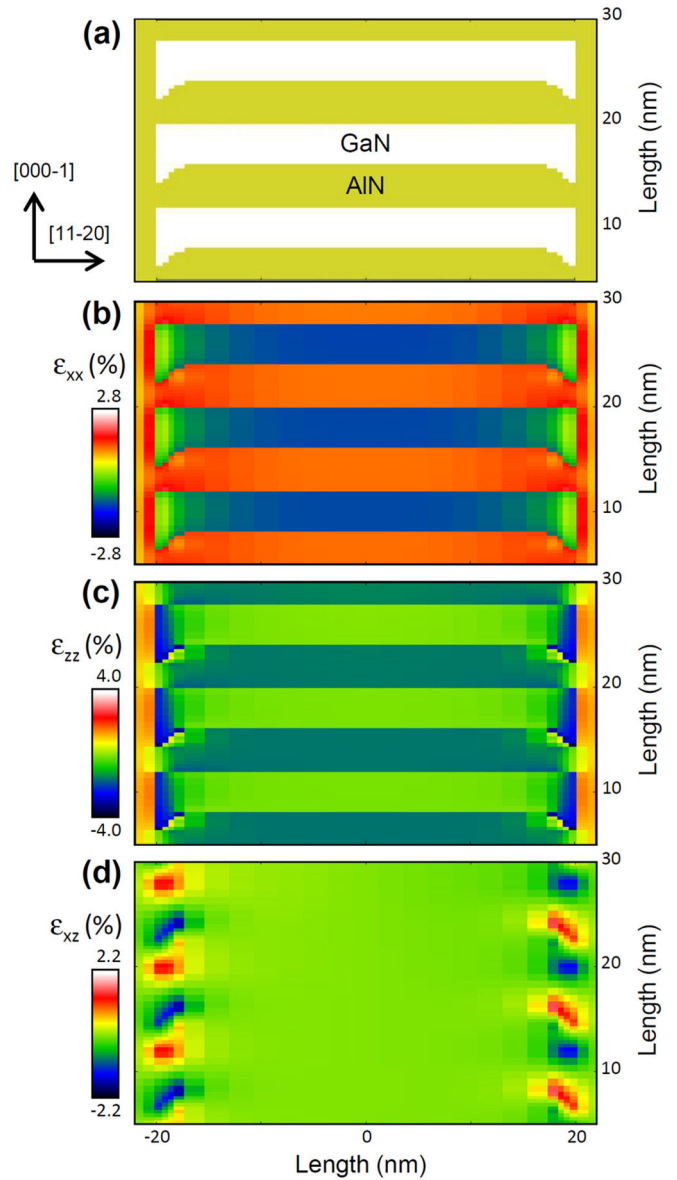 (a)
30
20
10
Length (nm)
GaN
AlN
[000-1]
[11-20]
(b)
εxx (%)
2.8
-2.8
30
20
10
Length (nm)
(c)
εzz (%)
4.0
-4.0
30
20
10
Length (nm)
(d)
εxz (%)
2.2
-2.2
30
20
10
Length (nm)
-20
0
20
Length (nm)